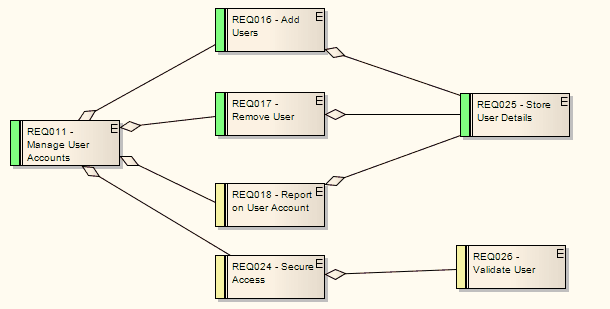 REQ016 - Add E
Users
REQ017 - E
Remove User
REQ025 - Store E
User Details
REQ011 - E
Manage User
Accounts
REQ018 - Report E
on User Account
REQ024 - Secure E
Access
REQ026 - E
Validate User